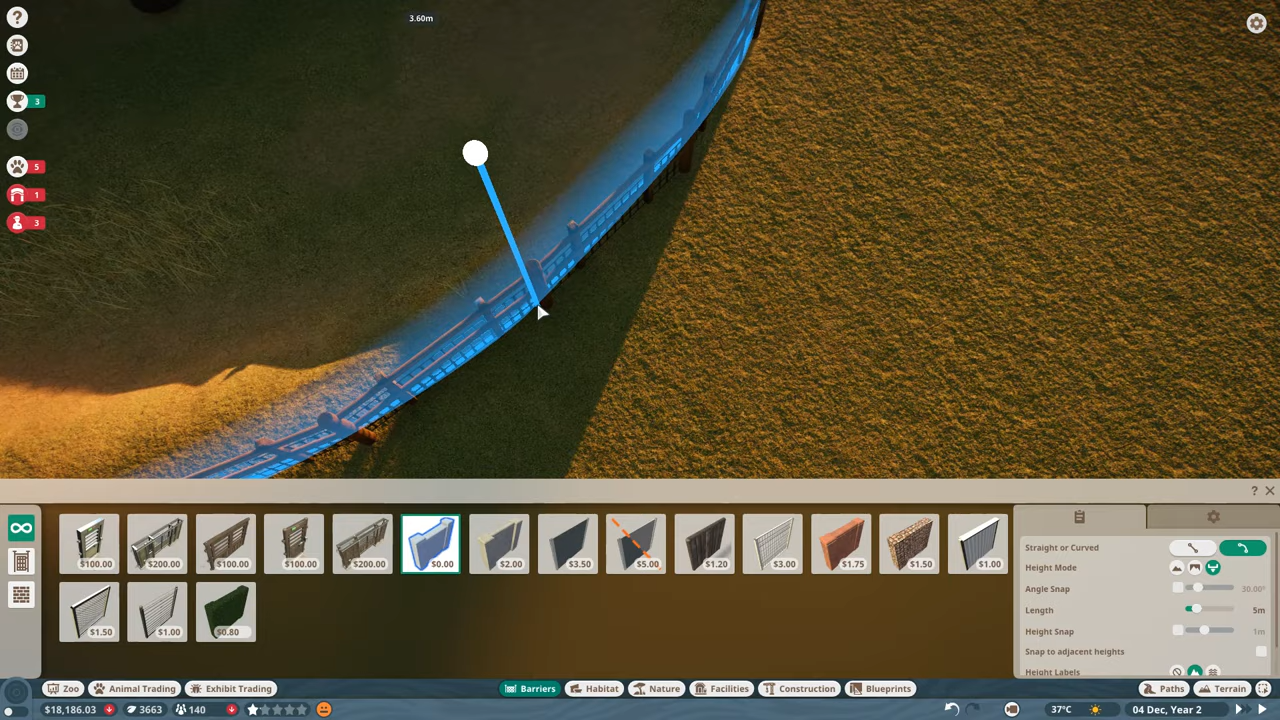 3.60m
?
3
5
1
3
?
$100.00 $200.00 $100.00 $100.00 $200.00 $0.00 $2.00 $3.50 $5.00 $1.20 $3.00 $1.75 $1.50 $1.00
$1.50 $1.00 $0.80
Straight or Curved
Height Mode
Angle Snap 30.00°
Length 5m
Height Snap 1m
Snap to adjacent heights
Height Labels
Zoo Animal Trading Exhibit Trading Barriers Habitat Nature Facilities Construction Blueprints Paths Terrain
$18,186.03 3663 140 37°C 04 Dec, Year 2